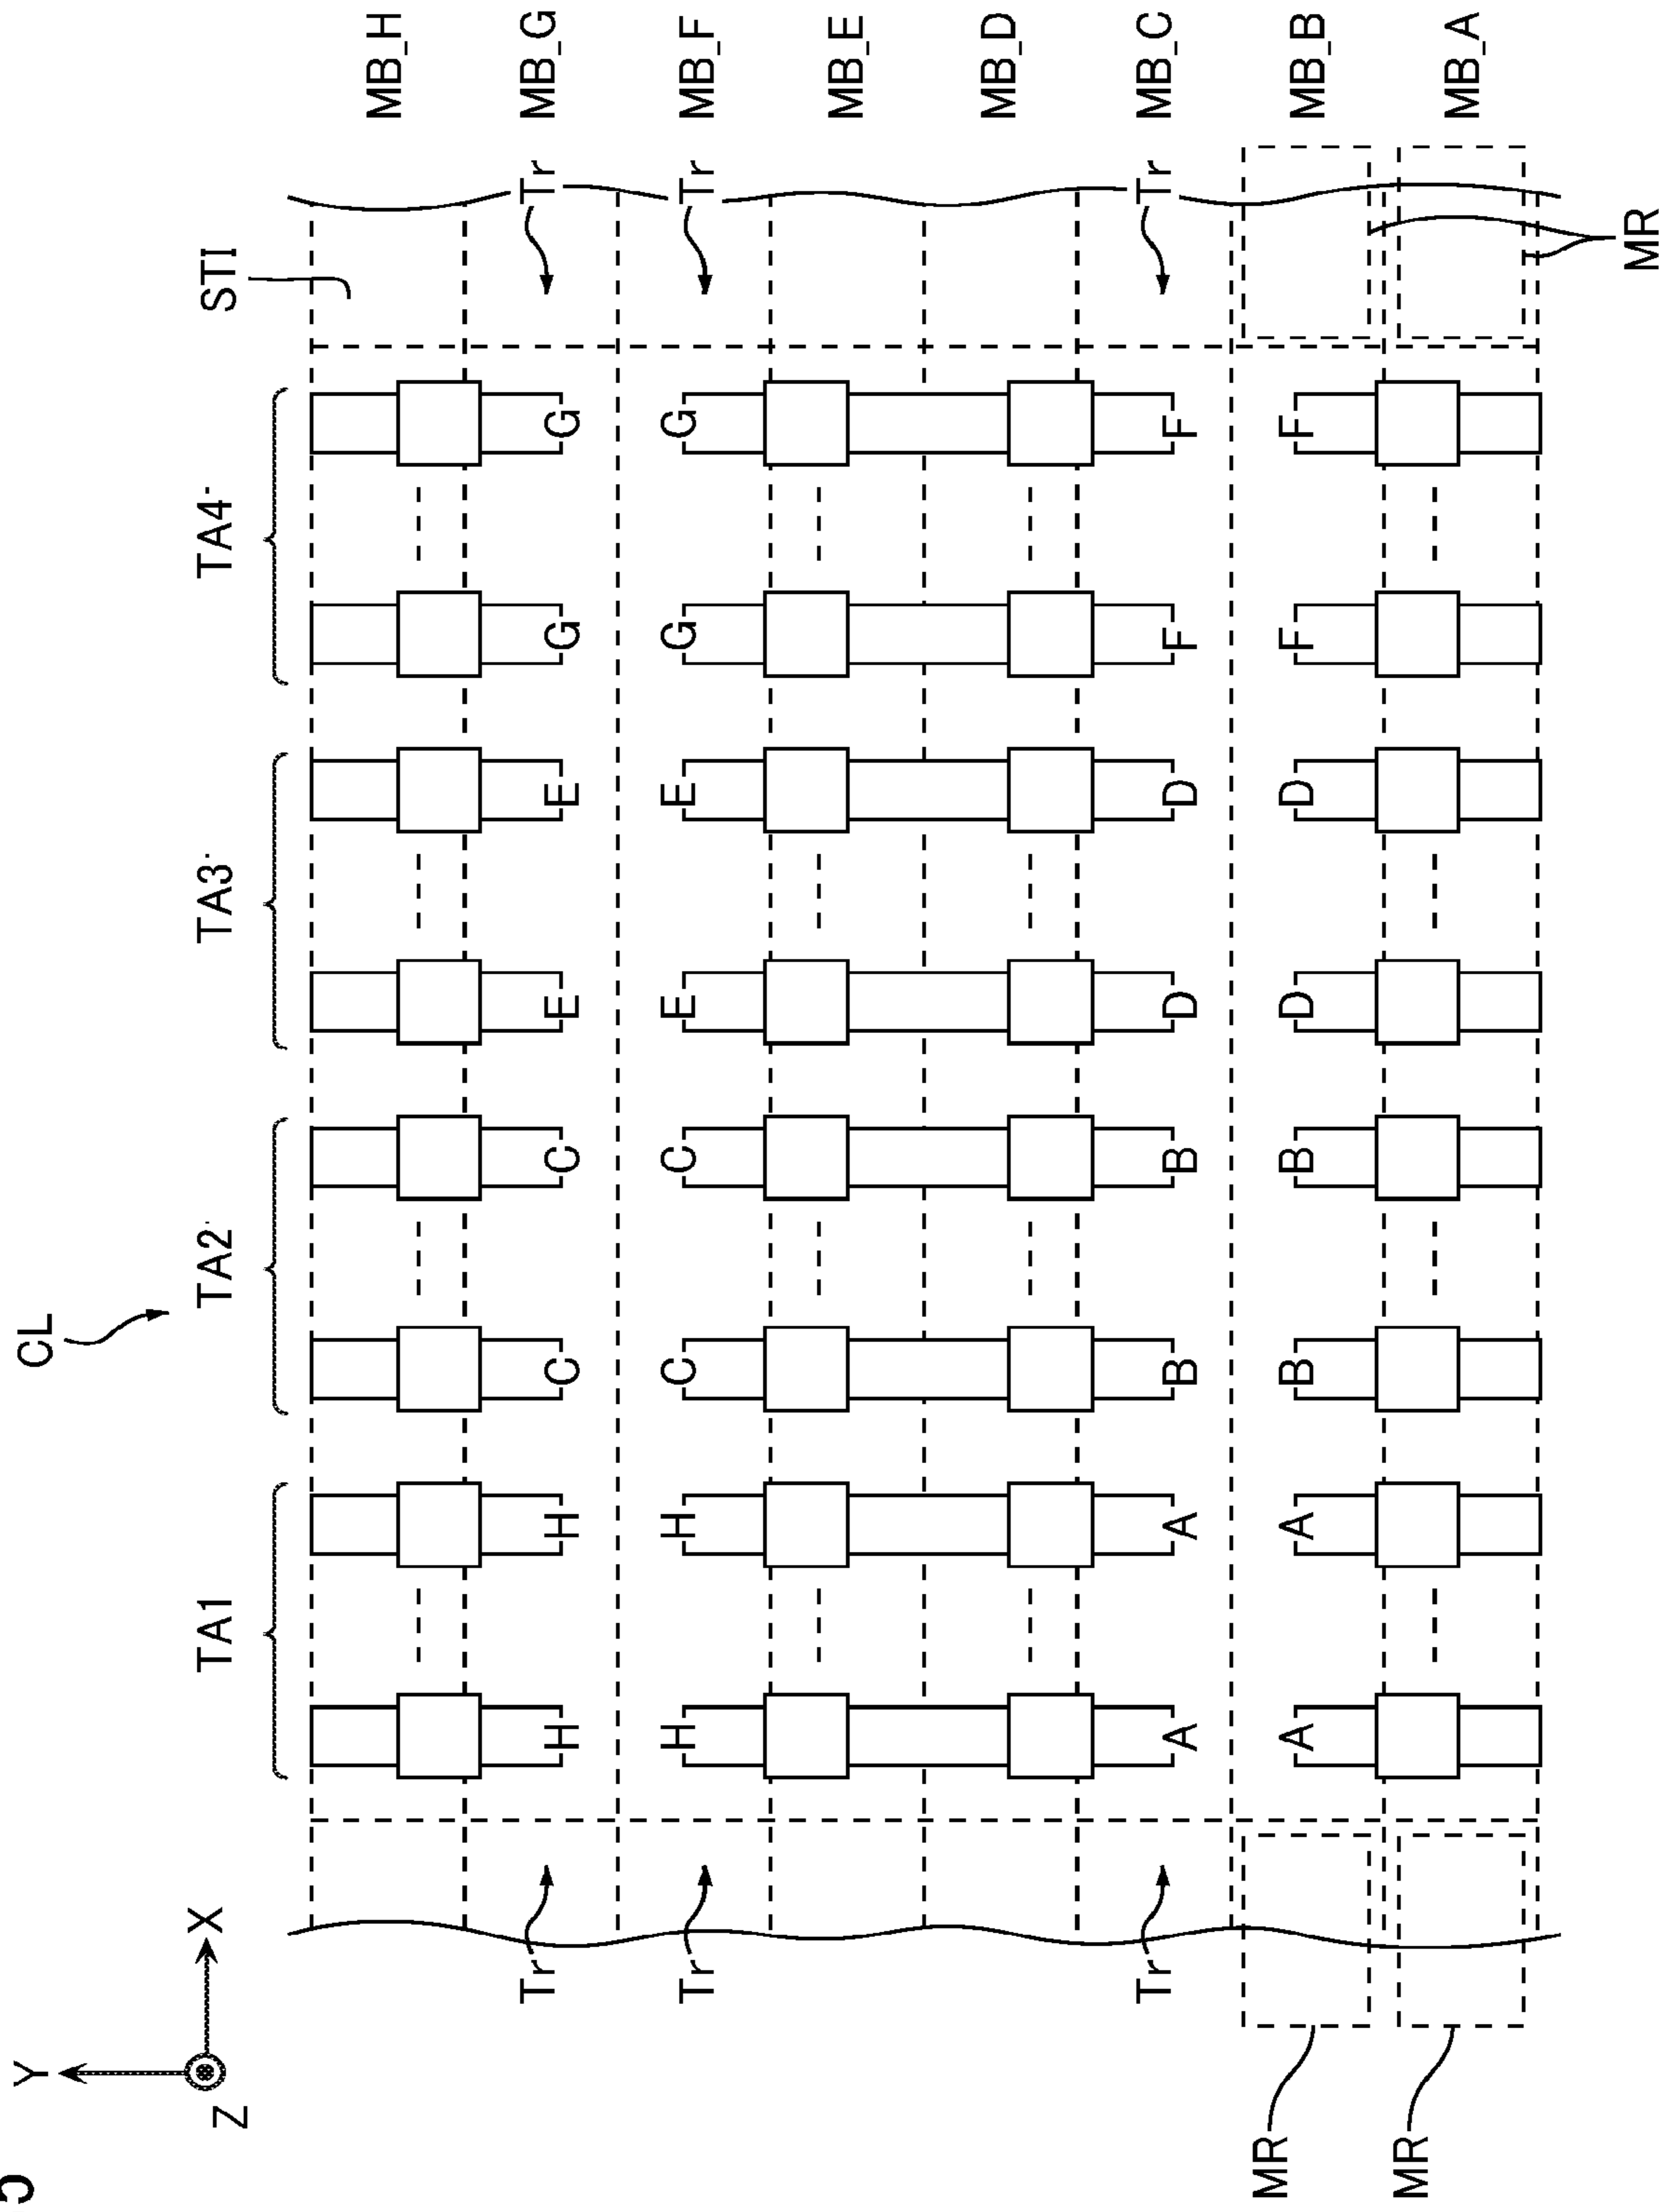 5
Y
CL
X
Z
TA1
TA2
TA3
TA4
STI
MB_H
Tr
H H C C E E G G
Tr
MB_G
Tr
H H C C E E G G
Tr
MB_F
MB_E
MB_D
Tr
A A B B D D F F
Tr
MB_C
MR
A A B B D D F F
MB_B
MR
MB_A
MR